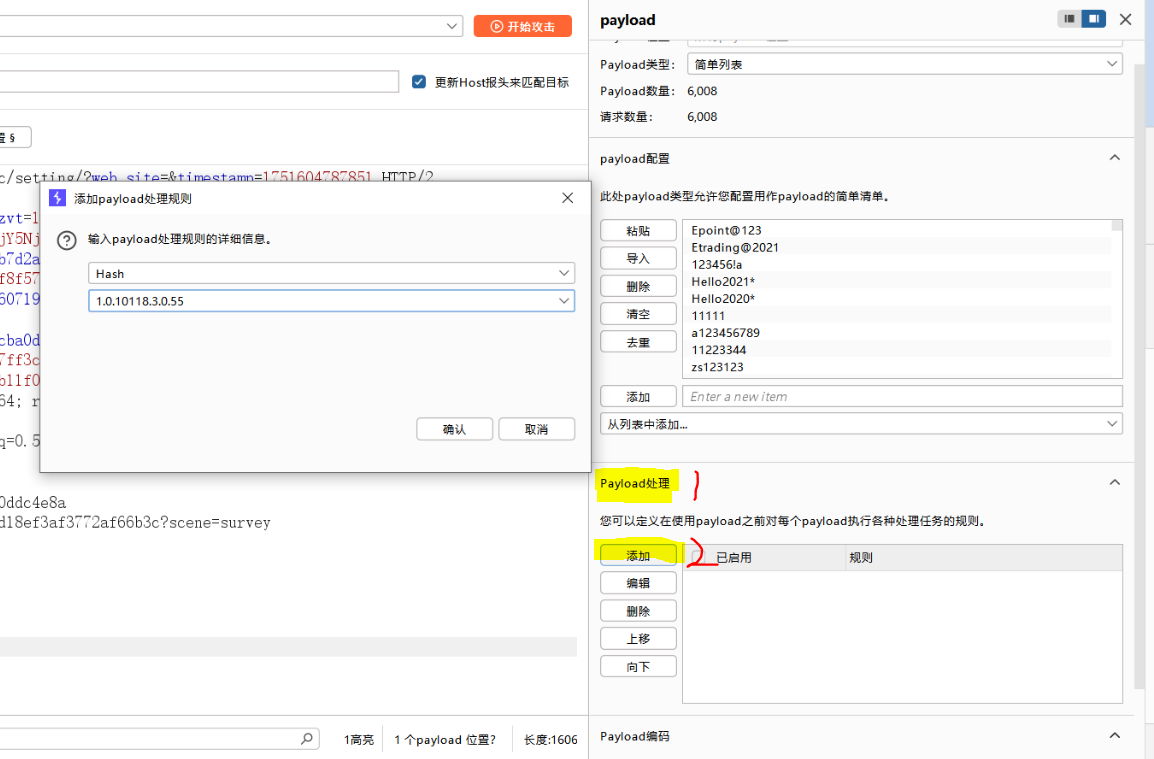 payload
开始攻击
Payload类型: 简单列表
更新Host报头来匹配目标
Payload数量: 6,008
请求数量: 6,008
置 §
payload配置
c/setting/?web_site=&timestamp=1751604787851 HTTP/2
此处payload类型允许您配置用作payload的简单清单。
添加payload处理规则
输入payload处理规则的详细信息。
Hash
1.0.10118.3.0.55
确认
取消
zvt=1
jY5Nj
b7d2a
f8f57
60719
cba0d
7ff3c
b11f0
64; r
q=0.5
0ddc4e8a
d18ef3af3772af66b3c?scene=survey
粘贴
导入
删除
清空
去重
Epoint@123
Etrading@2021
123456!a
Hello2021*
Hello2020*
11111
a123456789
11223344
zs123123
添加 Enter a new item
从列表中添加...
Payload处理 1
您可以定义在使用payload之前对每个payload执行各种处理任务的规则。
添加 2 已启用 规则
编辑
删除
上移
向下
1高亮 1 个payload 位置? 长度:1606
Payload编码